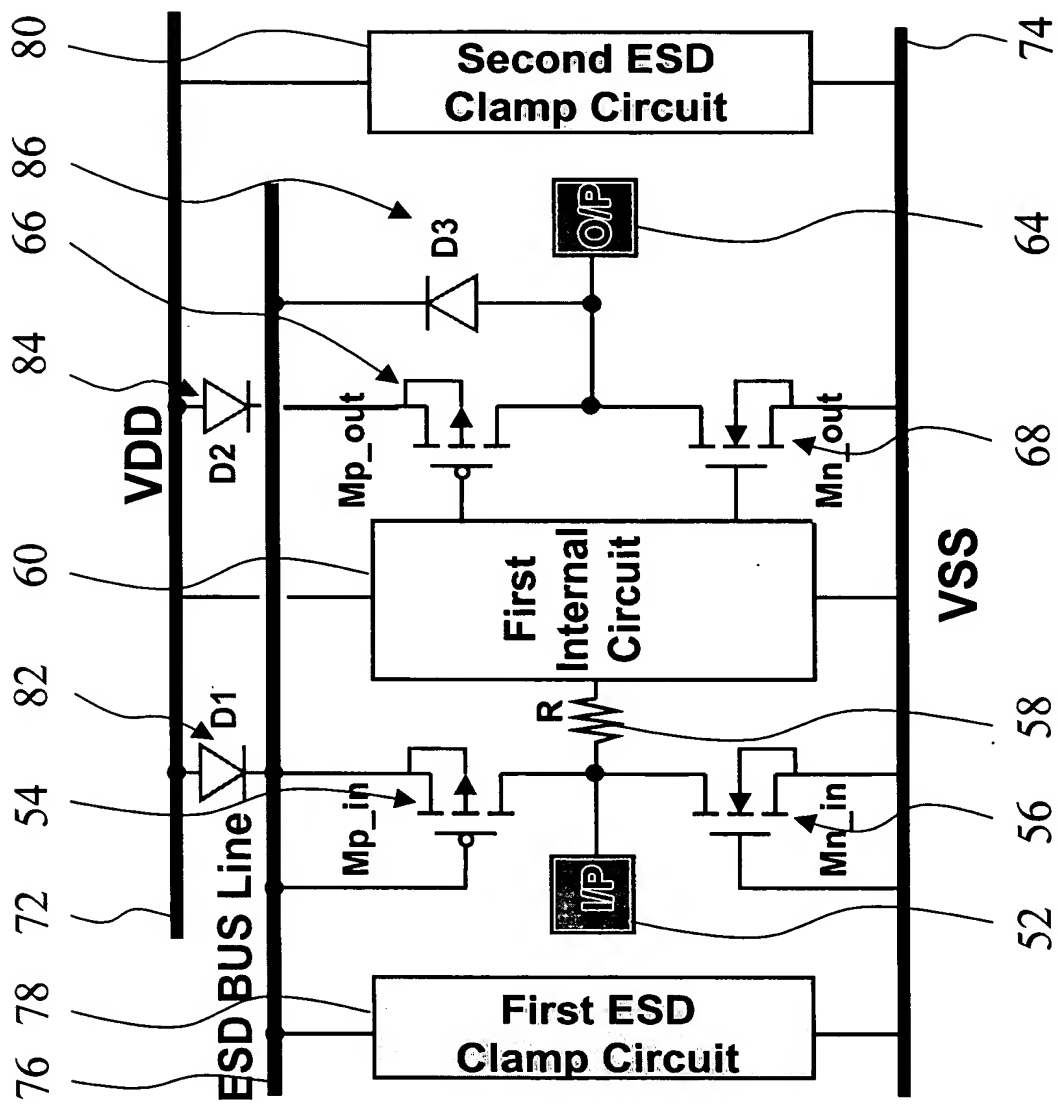 80
86
66
84
60
82
54
72
78
76
VDD
D2
D1
ESD BUS Line
Second ESD
Clamp Circuit
D3
O/P
Mp_out
Mn_out
First
Internal
Circuit
R
Mp_in
Mn_in
I/P
First ESD
Clamp Circuit
VSS
74
64
68
58
56
52